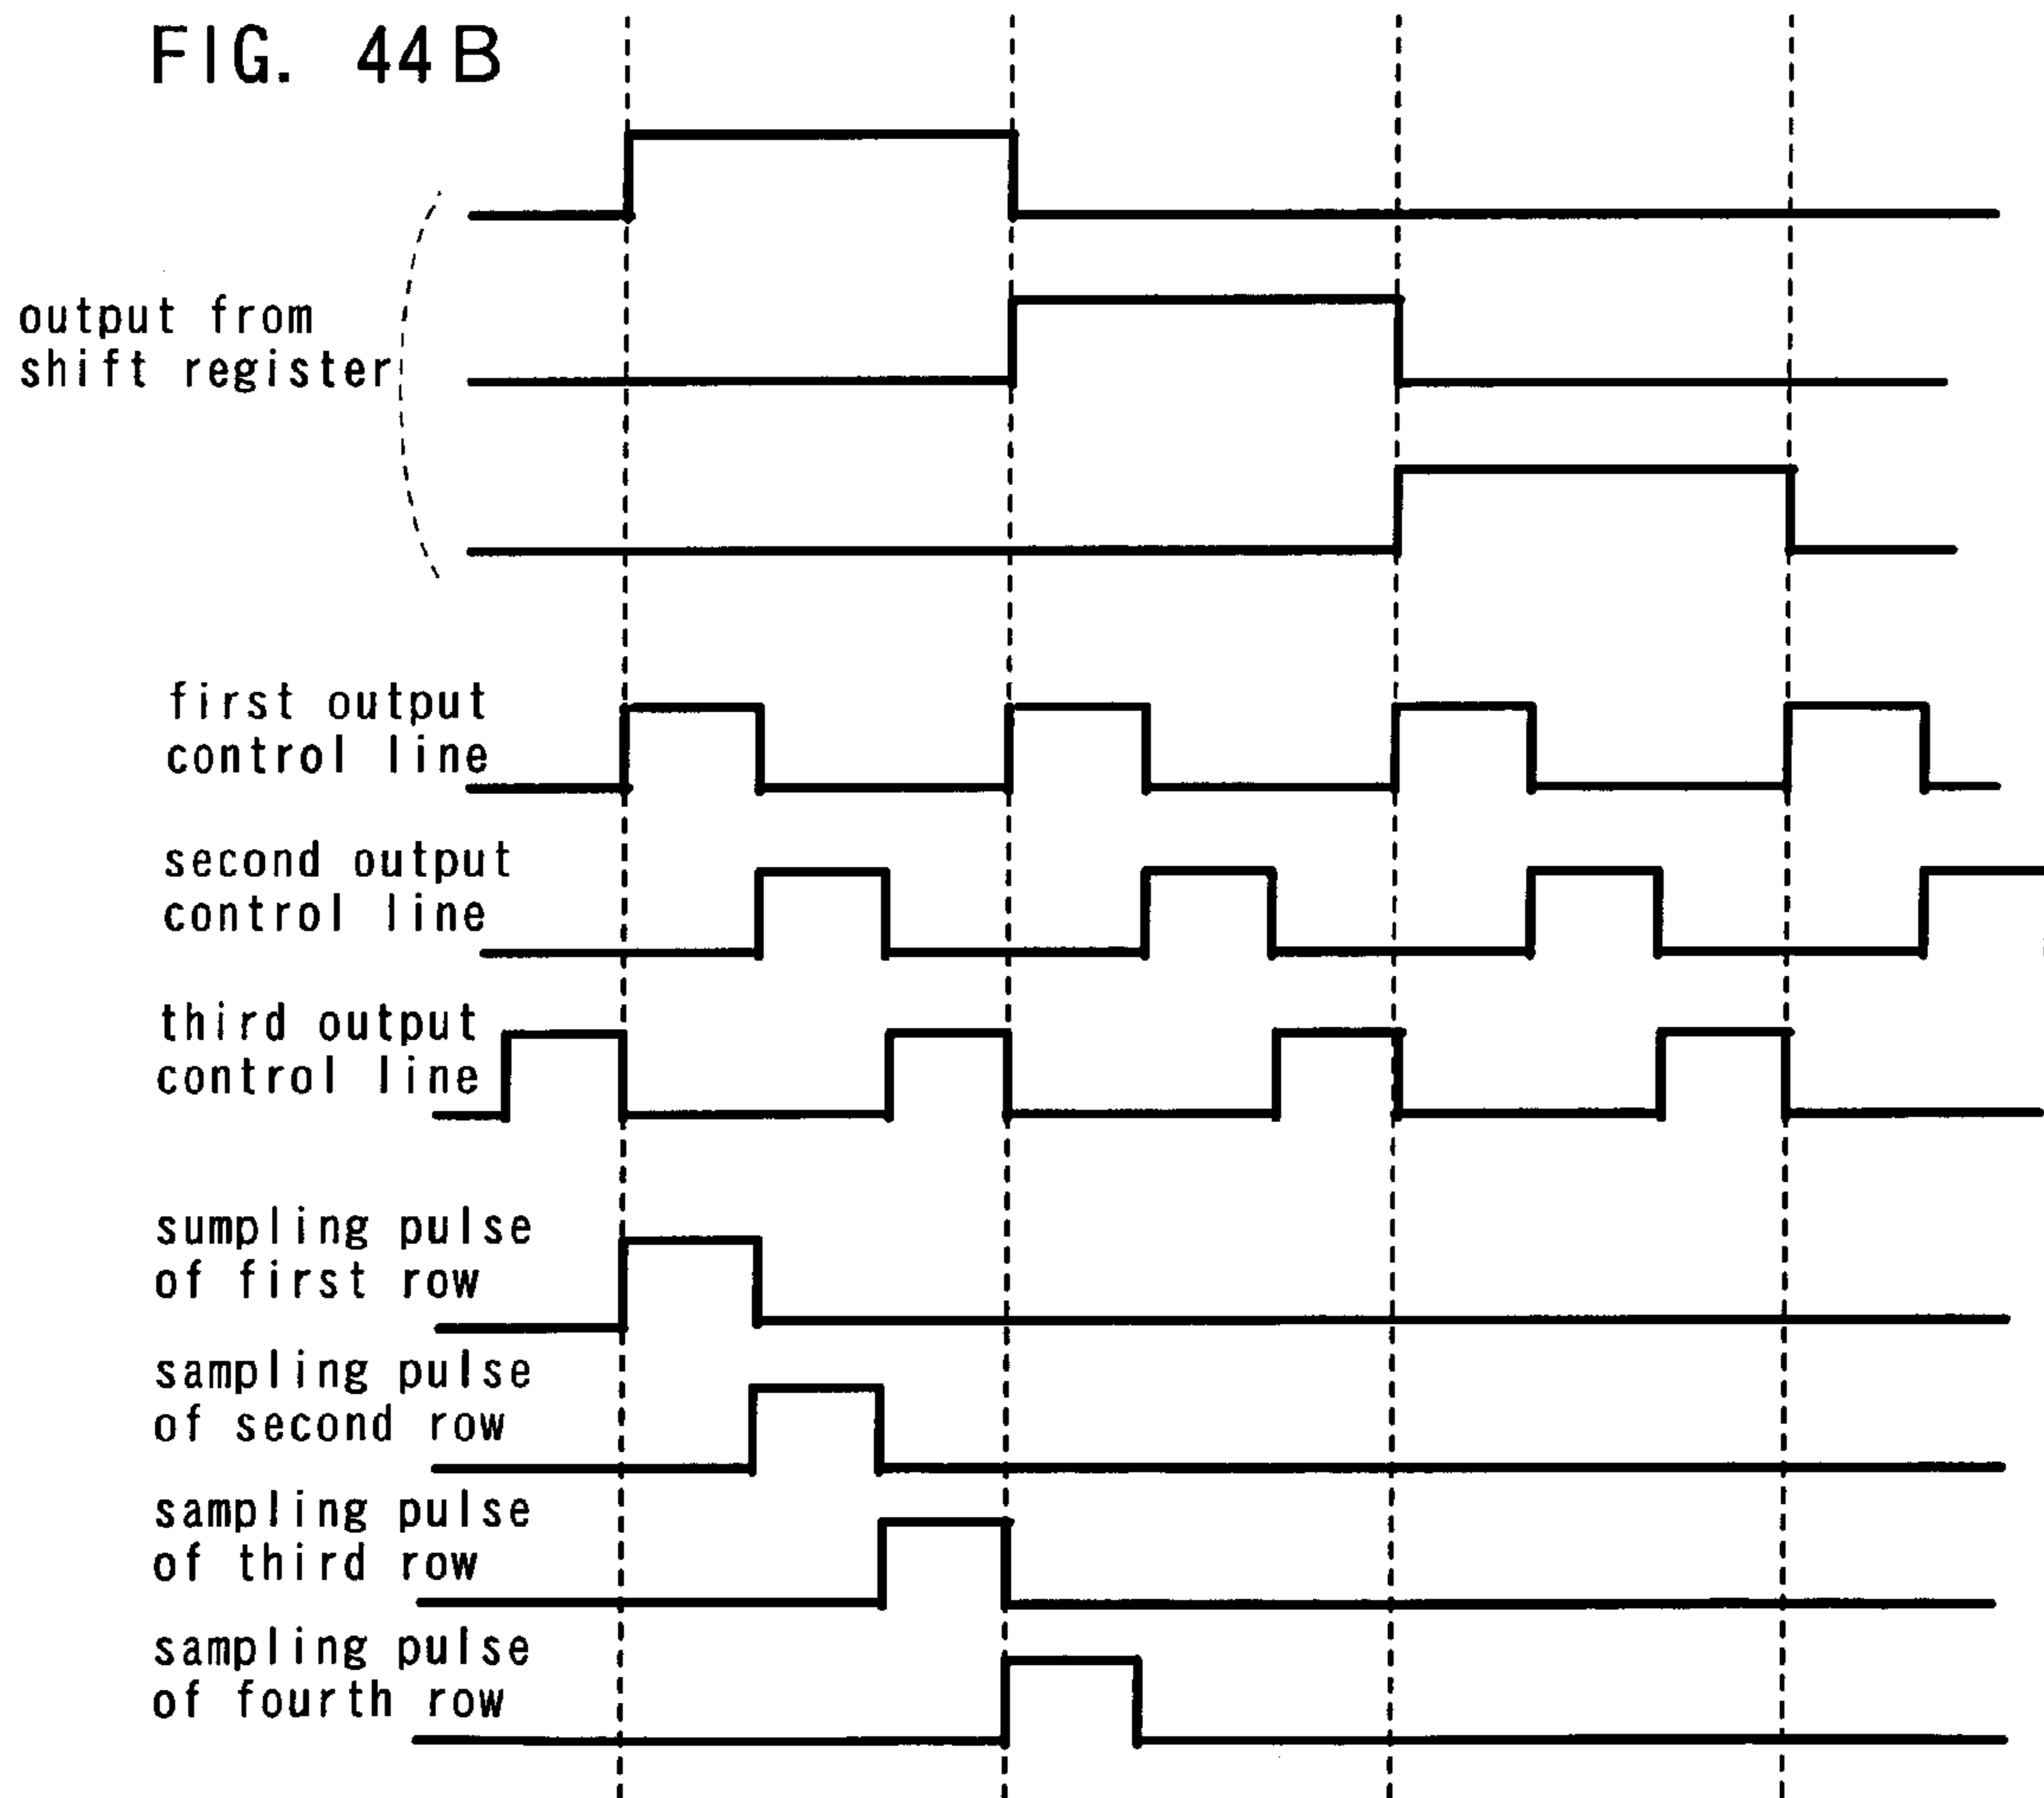 FIG. 44B
output from
shift register
first output
control line
second output
control line
third output
control line
sumpling pulse
of first row
sampling pulse
of second row
sampling pulse
of third row
sampling pulse
of fourth row